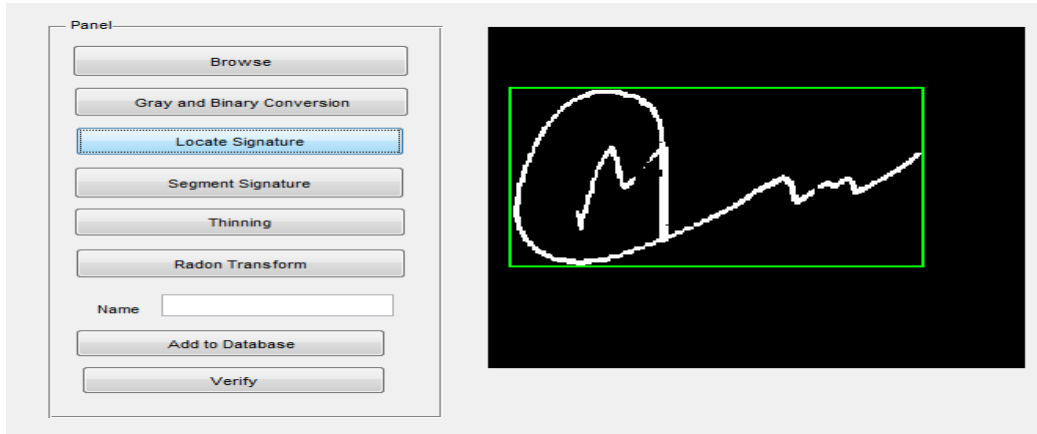 Panel
Browse
Gray and Binary Conversion
Locate Signature
Segment Signature
Thinning
Radon Transform
Name
Add to Database
Verify